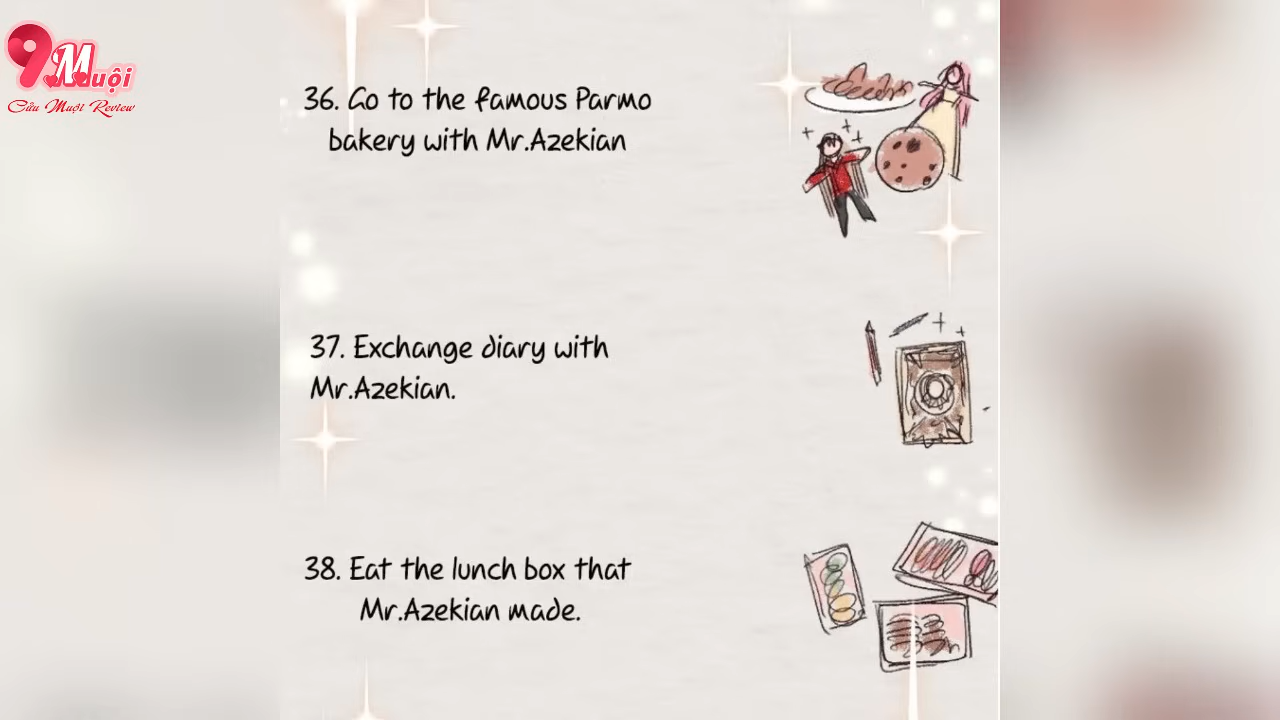 9Muội
Cửu Muội Review
36. Go to the famous Parmo
bakery with Mr.Azekian
37. Exchange diary with
Mr.Azekian.
38. Eat the lunch box that
Mr.Azekian made.